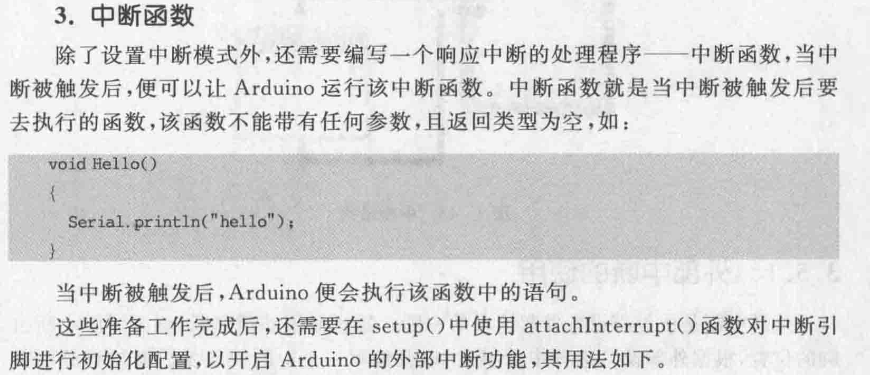 3. 中断函数
除了设置中断模式外,还需要编写一个响应中断的处理程序——中断函数,当中
断被触发后,便可以让 Arduino 运行该中断函数。中断函数就是当中断被触发后要
去执行的函数,该函数不能带有任何参数,且返回类型为空,如:
void Hello()
{
Serial.println("hello");
}
当中断被触发后,Arduino 便会执行该函数中的语句。
这些准备工作完成后,还需要在 setup()中使用 attachInterrupt()函数对中断引
脚进行初始化配置,以开启 Arduino 的外部中断功能,其用法如下。